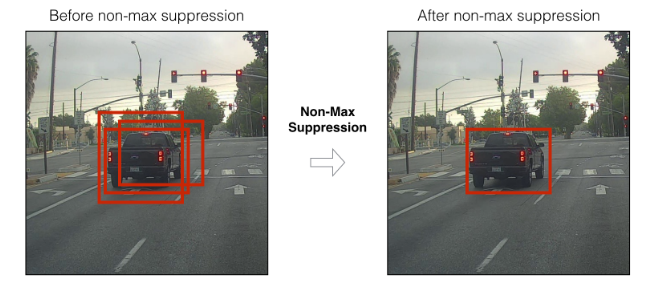 Before non-max suppression
After non-max suppression
Non-Max
Suppression